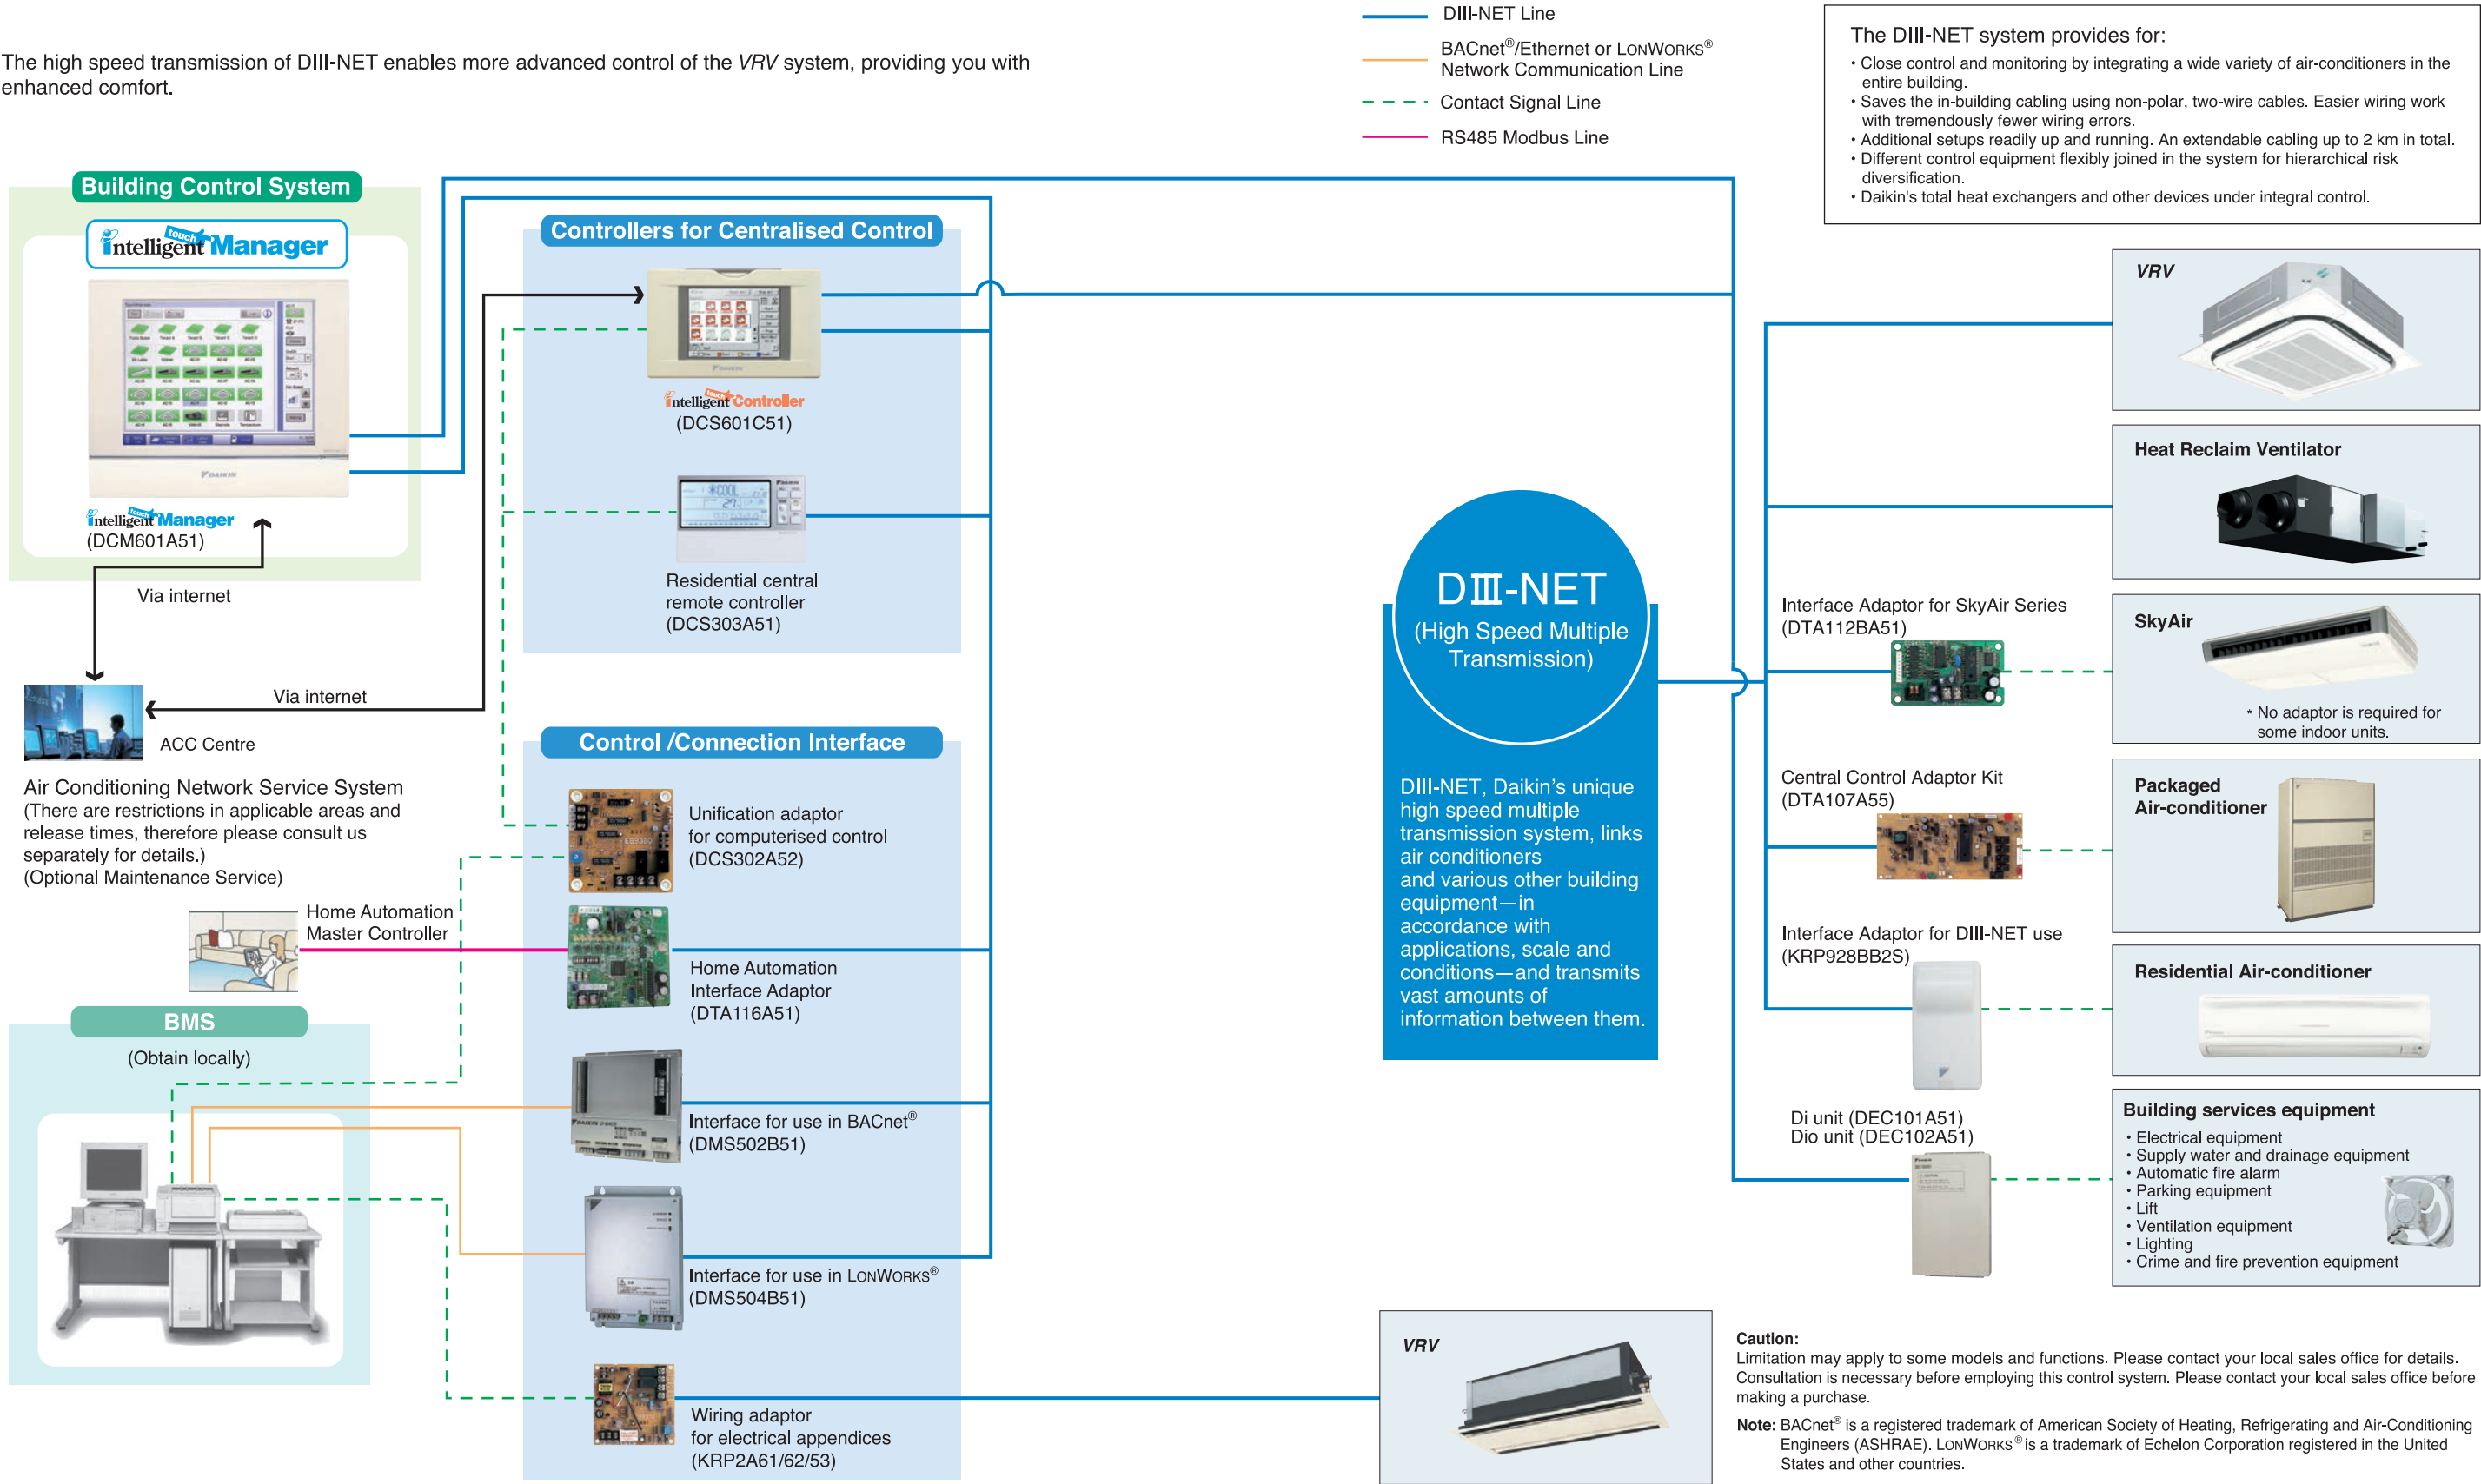 The high speed transmission of DIII-NET enables more advanced control of the VRV system, providing you with
enhanced comfort.
DIII-NET Line
BACnet®/Ethernet or LONWORKS®
Network Communication Line
Contact Signal Line
RS485 Modbus Line
The DIII-NET system provides for:
• Close control and monitoring by integrating a wide variety of air-conditioners in the
entire building.
• Saves the in-building cabling using non-polar, two-wire cables. Easier wiring work
with tremendously fewer wiring errors.
• Additional setups readily up and running. An extendable cabling up to 2 km in total.
• Different control equipment flexibly joined in the system for hierarchical risk
diversification.
• Daikin's total heat exchangers and other devices under integral control.
Building Control System
intelligent touch Manager
DAIKIN
intelligent touch Manager
(DCM601A51)
Via internet
Via internet
ACC Centre
Air Conditioning Network Service System
(There are restrictions in applicable areas and
release times, therefore please consult us
separately for details.)
(Optional Maintenance Service)
Home Automation
Master Controller
BMS
(Obtain locally)
Controllers for Centralised Control
DAIKIN
intelligent touch Controller
(DCS601C51)
DAIKIN
COOL
27
Residential central
remote controller
(DCS303A51)
Control /Connection Interface
Unification adaptor
for computerised control
(DCS302A52)
Home Automation
Interface Adaptor
(DTA116A51)
DAIKIN
Interface for use in BACnet®
(DMS502B51)
Interface for use in LONWORKS®
(DMS504B51)
Wiring adaptor
for electrical appendices
(KRP2A61/62/53)
DIII-NET
(High Speed Multiple
Transmission)
DIII-NET, Daikin's unique
high speed multiple
transmission system, links
air conditioners
and various other building
equipment—in
accordance with
applications, scale and
conditions—and transmits
vast amounts of
information between them.
VRV
Heat Reclaim Ventilator
Interface Adaptor for SkyAir Series
(DTA112BA51)
SkyAir
* No adaptor is required for
some indoor units.
Central Control Adaptor Kit
(DTA107A55)
Packaged
Air-conditioner
Interface Adaptor for DIII-NET use
(KRP928BB2S)
Residential Air-conditioner
Di unit (DEC101A51)
Dio unit (DEC102A51)
Building services equipment
• Electrical equipment
• Supply water and drainage equipment
• Automatic fire alarm
• Parking equipment
• Lift
• Ventilation equipment
• Lighting
• Crime and fire prevention equipment
VRV
Caution:
Limitation may apply to some models and functions. Please contact your local sales office for details.
Consultation is necessary before employing this control system. Please contact your local sales office before
making a purchase.
Note: BACnet® is a registered trademark of American Society of Heating, Refrigerating and Air-Conditioning
Engineers (ASHRAE). LONWORKS® is a trademark of Echelon Corporation registered in the United
States and other countries.